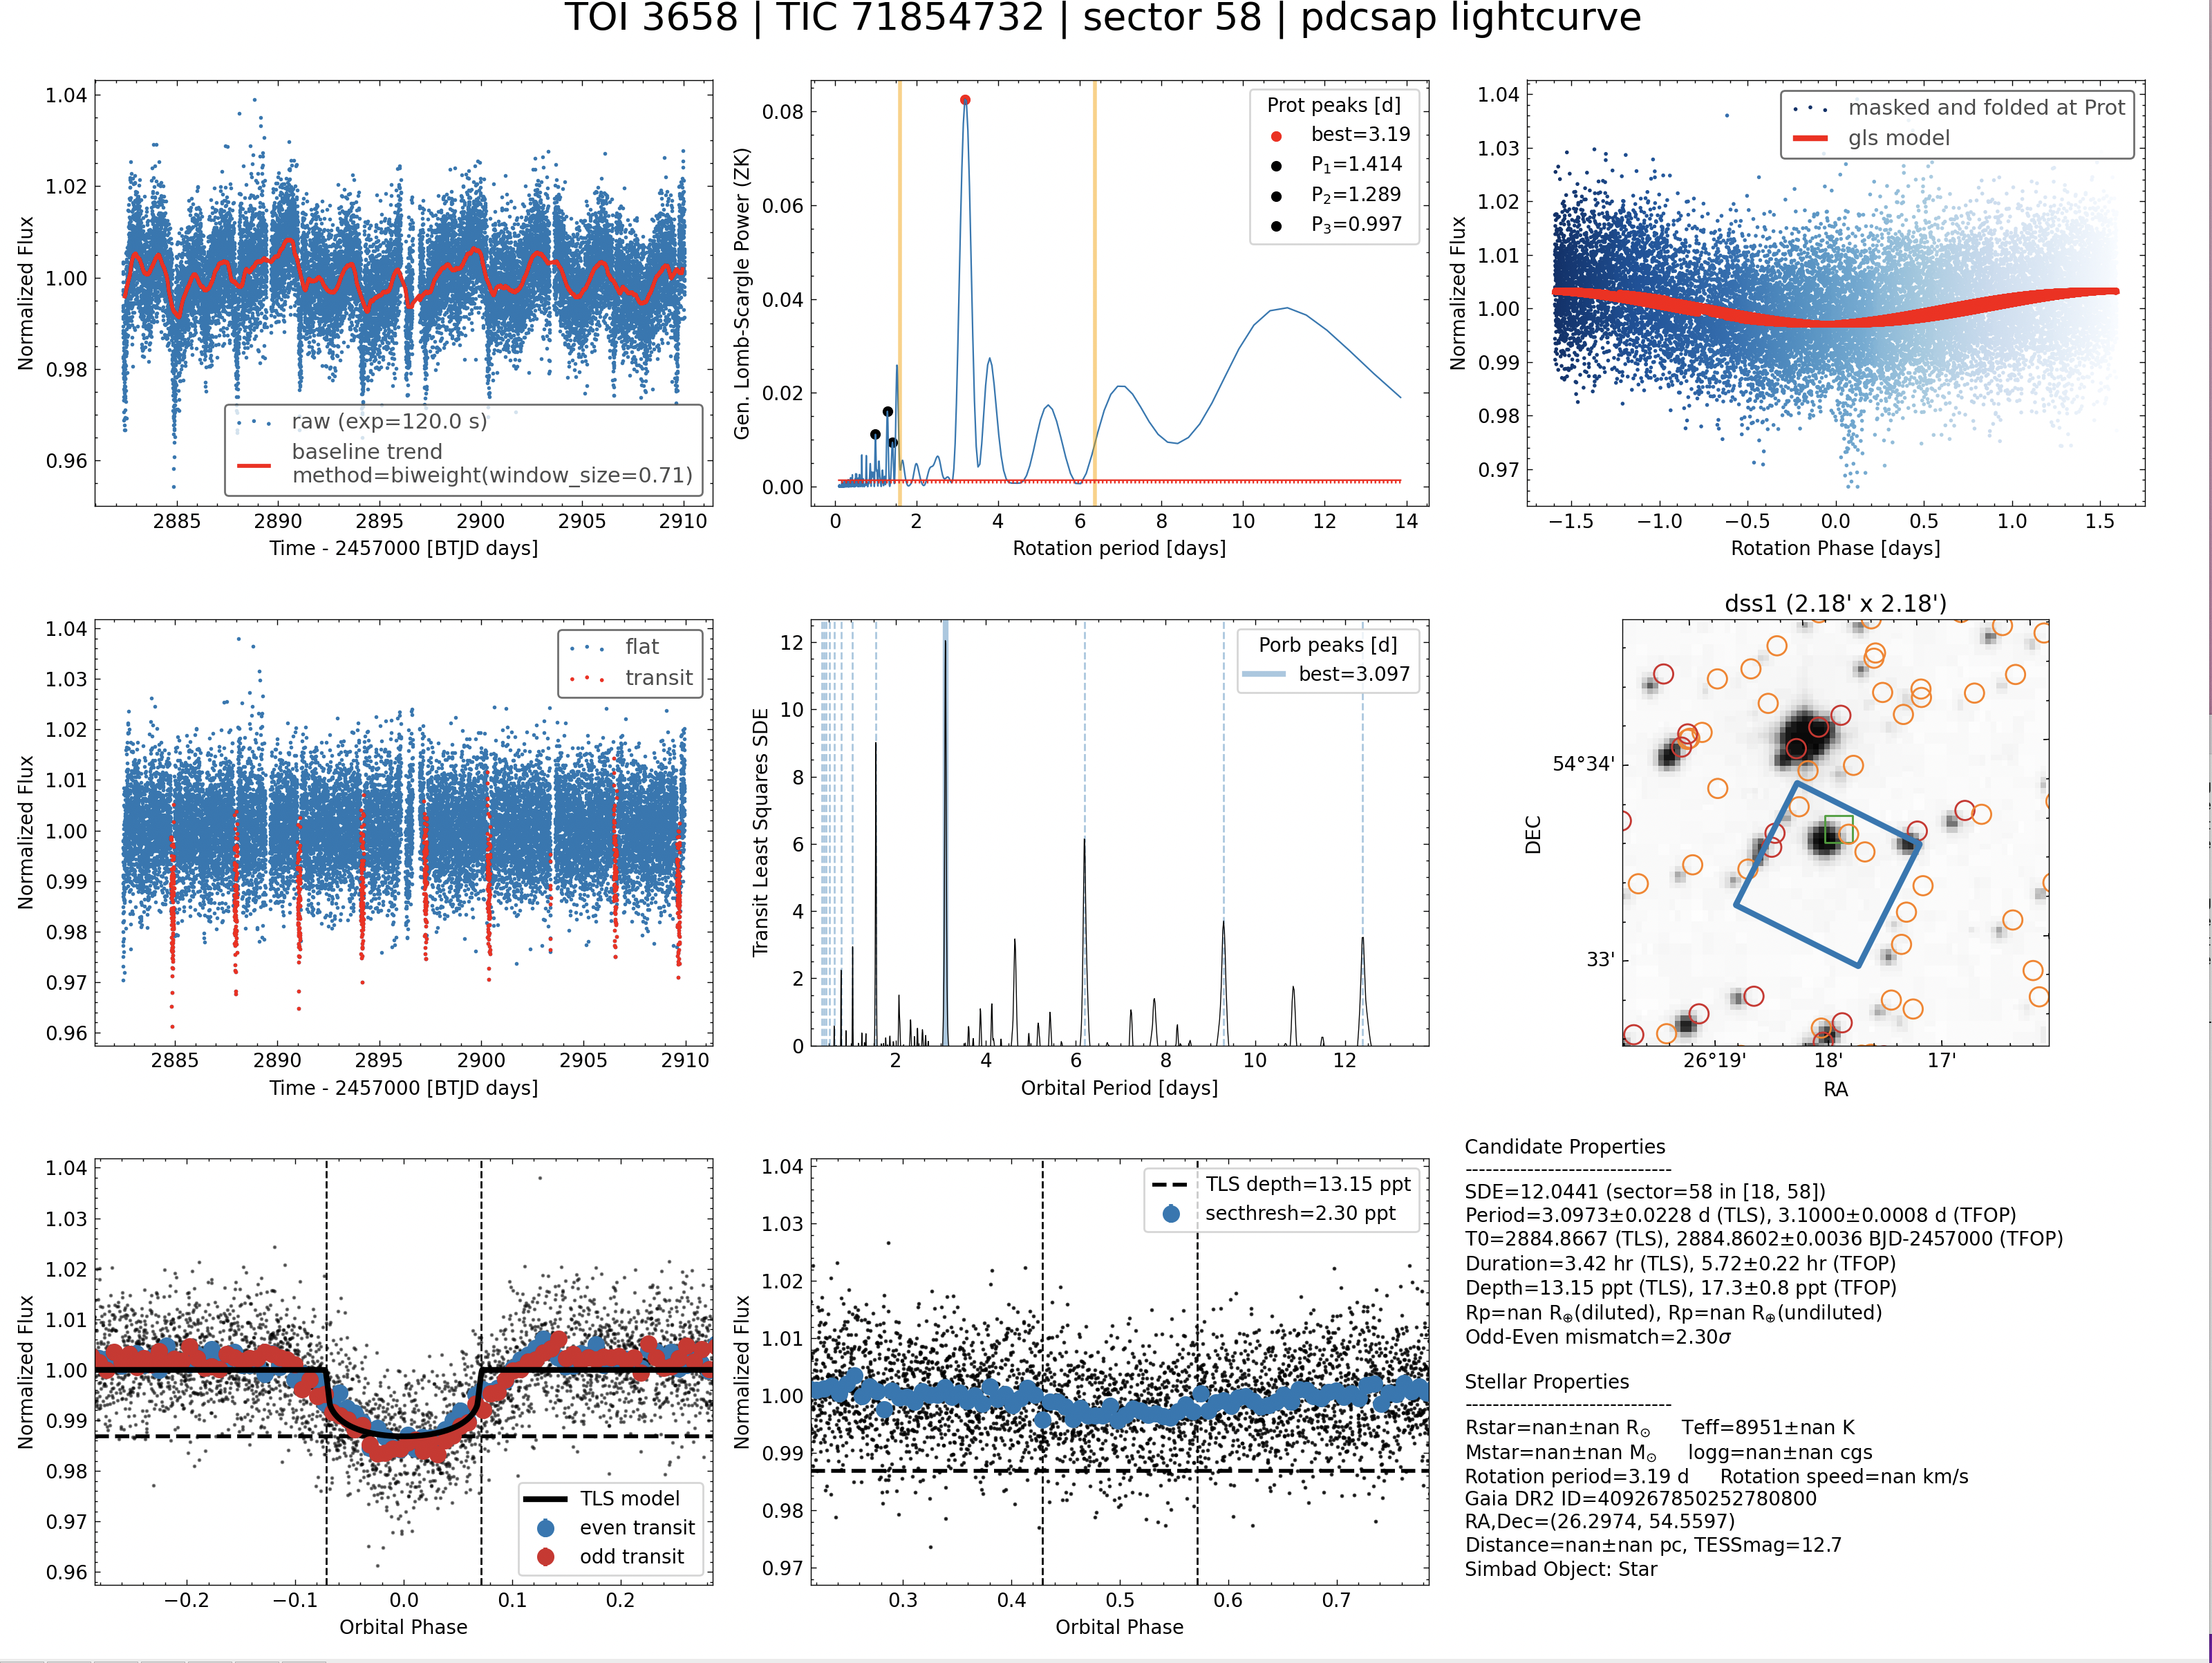 TOI 3658 | TIC 71854732 | sector 58 | pdcsap lightcurve
Normalized Flux
1.04
1.02
1.00
0.98
0.96
raw (exp=120.0 s)
baseline trend
method=biweight(window_size=0.71)
2885 2890 2895 2900 2905 2910
Time - 2457000 [BTJD days]
Gen. Lomb-Scargle Power (ZK)
0.08
0.06
0.04
0.02
0.00
Prot peaks [d]
best=3.19
P₁=1.414
P₂=1.289
P₃=0.997
0 2 4 6 8 10 12 14
Rotation period [days]
Normalized Flux
1.04
1.03
1.02
1.01
1.00
0.99
0.98
0.97
masked and folded at Prot
gls model
−1.5 −1.0 −0.5 0.0 0.5 1.0 1.5
Rotation Phase [days]
Normalized Flux
1.04
1.03
1.02
1.01
1.00
0.99
0.98
0.97
0.96
flat
transit
2885 2890 2895 2900 2905 2910
Time - 2457000 [BTJD days]
Transit Least Squares SDE
12
10
8
6
4
2
0
Porb peaks [d]
best=3.097
2 4 6 8 10 12
Orbital Period [days]
dss1 (2.18' x 2.18')
DEC
54°34'
33'
26°19' 18' 17'
RA
Normalized Flux
1.04
1.03
1.02
1.01
1.00
0.99
0.98
0.97
0.96
TLS model
even transit
odd transit
−0.2 −0.1 0.0 0.1 0.2
Orbital Phase
Normalized Flux
1.04
1.03
1.02
1.01
1.00
0.99
0.98
0.97
TLS depth=13.15 ppt
secthresh=2.30 ppt
0.3 0.4 0.5 0.6 0.7
Orbital Phase
Candidate Properties
------------------------------
SDE=12.0441 (sector=58 in [18, 58])
Period=3.0973±0.0228 d (TLS), 3.1000±0.0008 d (TFOP)
T0=2884.8667 (TLS), 2884.8602±0.0036 BJD-2457000 (TFOP)
Duration=3.42 hr (TLS), 5.72±0.22 hr (TFOP)
Depth=13.15 ppt (TLS), 17.3±0.8 ppt (TFOP)
Rp=nan R⊕(diluted), Rp=nan R⊕(undiluted)
Odd-Even mismatch=2.30σ
Stellar Properties
------------------------------
Rstar=nan±nan R⊙ Teff=8951±nan K
Mstar=nan±nan M⊙ logg=nan±nan cgs
Rotation period=3.19 d Rotation speed=nan km/s
Gaia DR2 ID=409267850252780800
RA,Dec=(26.2974, 54.5597)
Distance=nan±nan pc, TESSmag=12.7
Simbad Object: Star